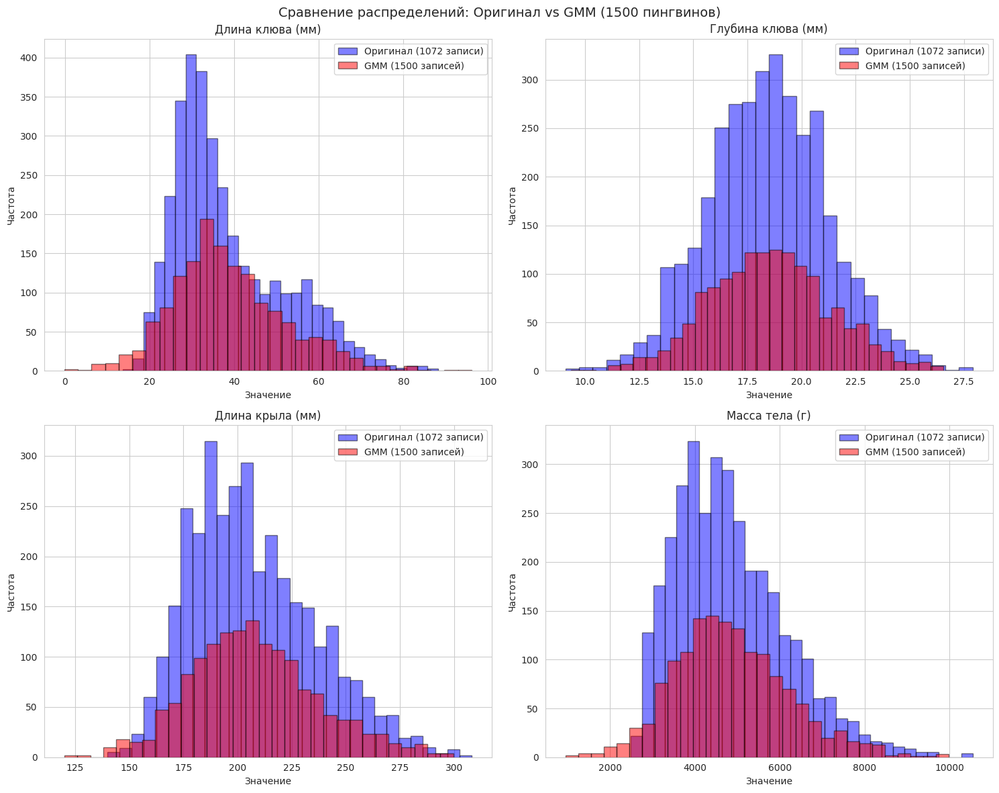 Сравнение распределений: Оригинал vs GMM (1500 пингвинов)
Длина клюва (мм)
Оригинал (1072 записи)
GMM (1500 записей)
Частота
400
350
300
250
200
150
100
50
0
0 20 40 60 80 100
Значение
Глубина клюва (мм)
Оригинал (1072 записи)
GMM (1500 записей)
Частота
300
250
200
150
100
50
0
10.0 12.5 15.0 17.5 20.0 22.5 25.0 27.5
Значение
Длина крыла (мм)
Оригинал (1072 записи)
GMM (1500 записей)
Частота
300
250
200
150
100
50
0
125 150 175 200 225 250 275 300
Значение
Масса тела (г)
Оригинал (1072 записи)
GMM (1500 записей)
Частота
300
250
200
150
100
50
0
2000 4000 6000 8000 10000
Значение